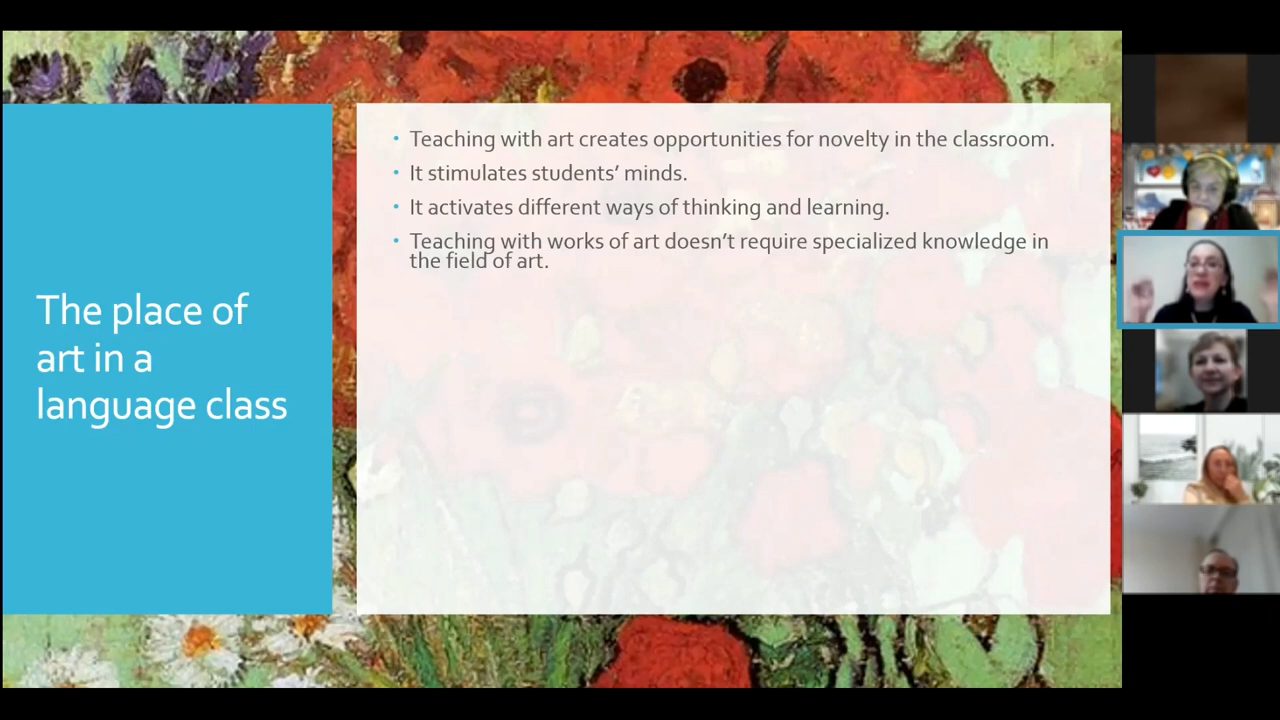 The place of
art in a
language class
• Teaching with art creates opportunities for novelty in the classroom.
• It stimulates students’ minds.
• It activates different ways of thinking and learning.
• Teaching with works of art doesn’t require specialized knowledge in
the field of art.